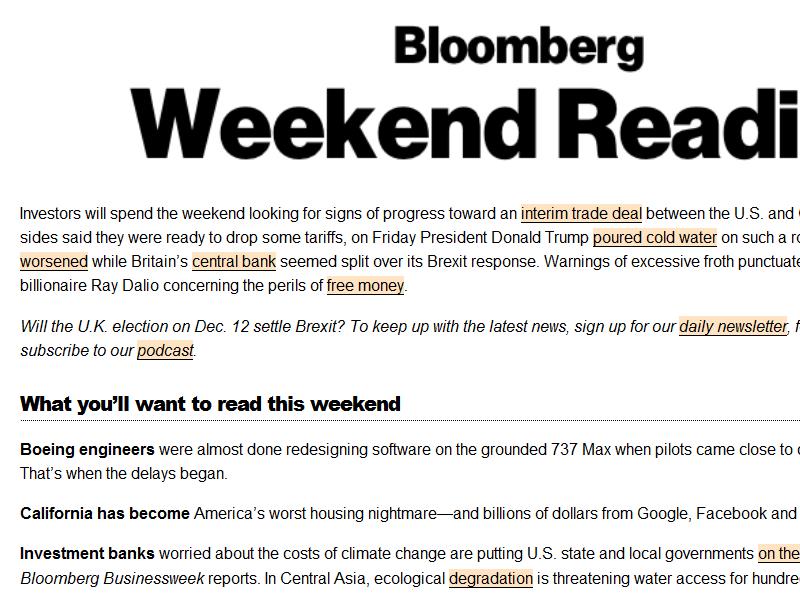 Bloomberg
Weekend Readi
Investors will spend the weekend looking for signs of progress toward an interim trade deal between the U.S. and
sides said they were ready to drop some tariffs, on Friday President Donald Trump poured cold water on such a
worsened while Britain’s central bank seemed split over its Brexit response. Warnings of excessive froth punctuate
billionaire Ray Dalio concerning the perils of free money.
Will the U.K. election on Dec. 12 settle Brexit? To keep up with the latest news, sign up for our daily newsletter,
subscribe to our podcast.
What you’ll want to read this weekend
Boeing engineers were almost done redesigning software on the grounded 737 Max when pilots came close to
That’s when the delays began.
California has become America’s worst housing nightmare—and billions of dollars from Google, Facebook and
Investment banks worried about the costs of climate change are putting U.S. state and local governments on the
Bloomberg Businessweek reports. In Central Asia, ecological degradation is threatening water access for hundre